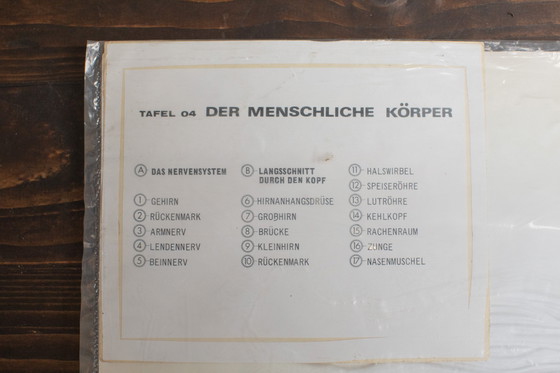 TAFEL 04 DER MENSCHLICHE KÖRPER
A DAS NERVENSYSTEM
1 GEHIRN
2 RÜCKENMARK
3 ARMNERV
4 LENDENNERV
5 BEINNERV
8 LANGSSCHNITT
DURCH DEN KOPF
6 HIRNANHANGSDRÜSE
7 GROßHIRN
8 BRÜCKE
9 KLEINHIRN
10 RÜCKENMARK
11 HALSWIRBEL
12 SPEISERÖHRE
13 LUTRÖHRE
14 KEHLKOPF
15 RACHENRAUM
16 ZUNGE
17 NASENMUSCHEL